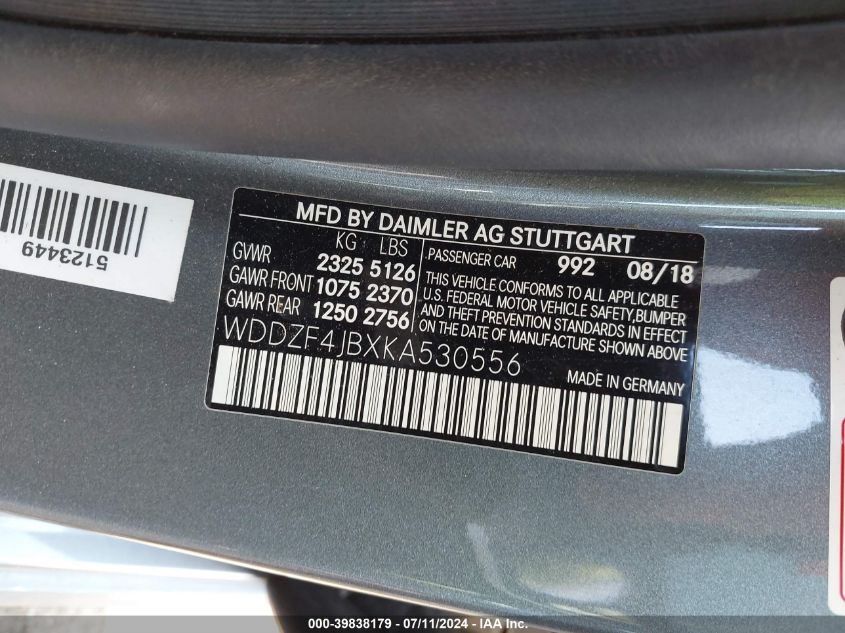 5123449
MFD BY DAIMLER AG STUTTGART
KG LBS
GVWR 2325 5126
GAWR FRONT 1075 2370
GAWR REAR 1250 2756
PASSENGER CAR 992 08/18
THIS VEHICLE CONFORMS TO ALL APPLICABLE
U.S. FEDERAL MOTOR VEHICLE SAFETY,BUMPER
AND THEFT PREVENTION STANDARDS IN EFFECT
ON THE DATE OF MANUFACTURE SHOWN ABOVE
WDDZF4JBXKA530556
MADE IN GERMANY
000-39838179 - 07/11/2024 - IAA Inc.